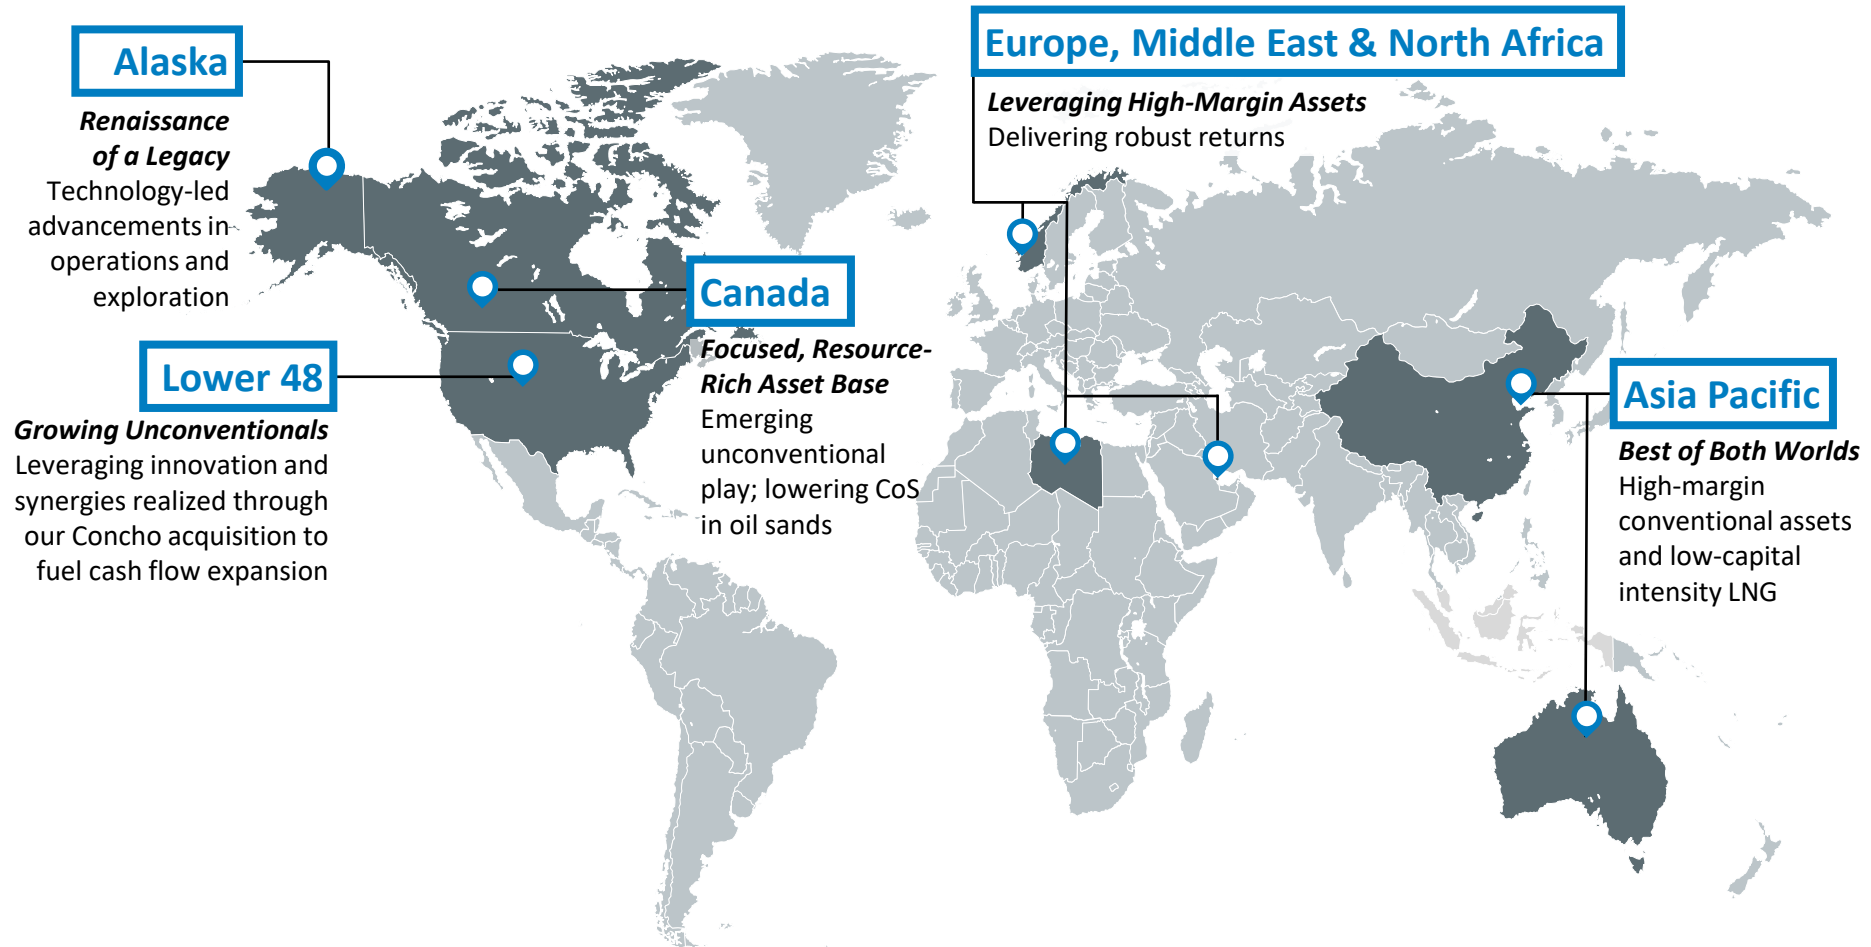 Alaska
Renaissance
of a Legacy
Technology-led
advancements in
operations and
exploration
Lower 48
Growing Unconventionals
Leveraging innovation and
synergies realized through
our Concho acquisition to
fuel cash flow expansion
Canada
Focused, Resource-
Rich Asset Base
Emerging
unconventional
play; lowering CoS
in oil sands
Europe, Middle East & North Africa
Leveraging High-Margin Assets
Delivering robust returns
Asia Pacific
Best of Both Worlds
High-margin
conventional assets
and low-capital
intensity LNG